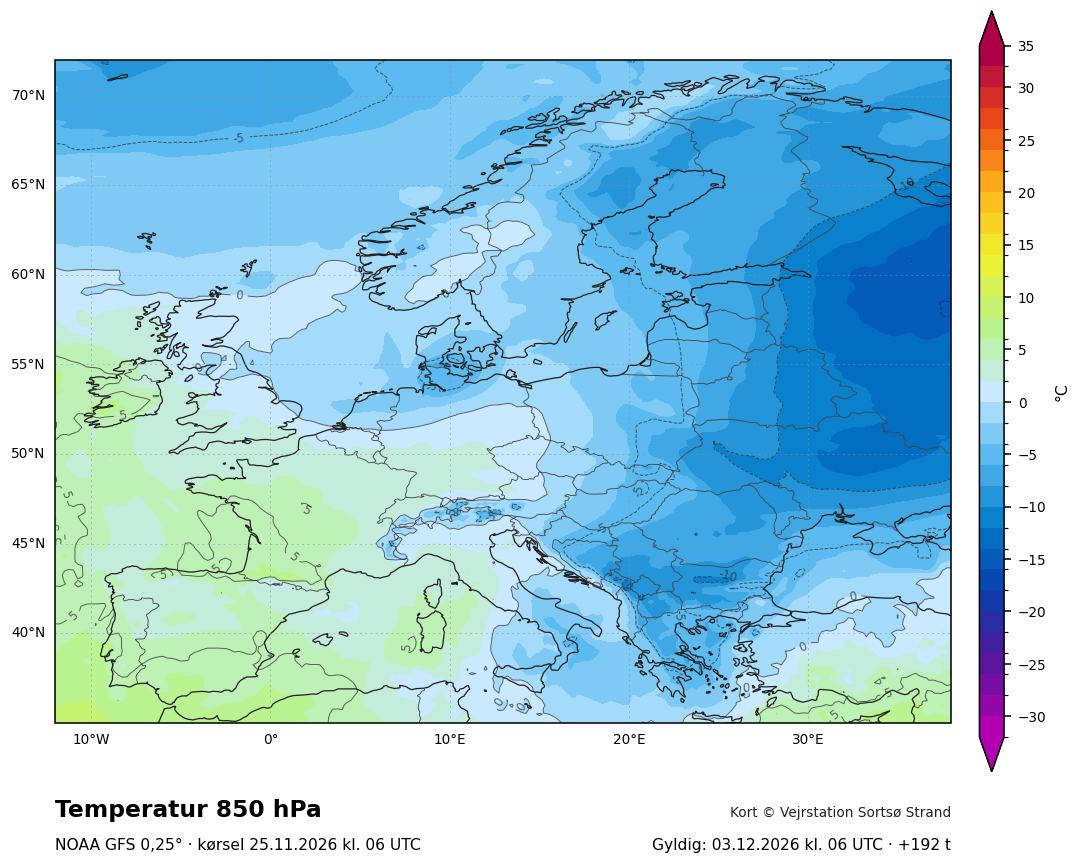 70°N
65°N
60°N
55°N
50°N
45°N
40°N
10°W
0°
10°E
20°E
30°E
35
30
25
20
15
10
5
0
−5
−10
−15
−20
−25
−30
°C
Temperatur 850 hPa
Kort © Vejrstation Sortsø Strand
NOAA GFS 0,25° · kørsel 25.11.2026 kl. 06 UTC
Gyldig: 03.12.2026 kl. 06 UTC · +192 t